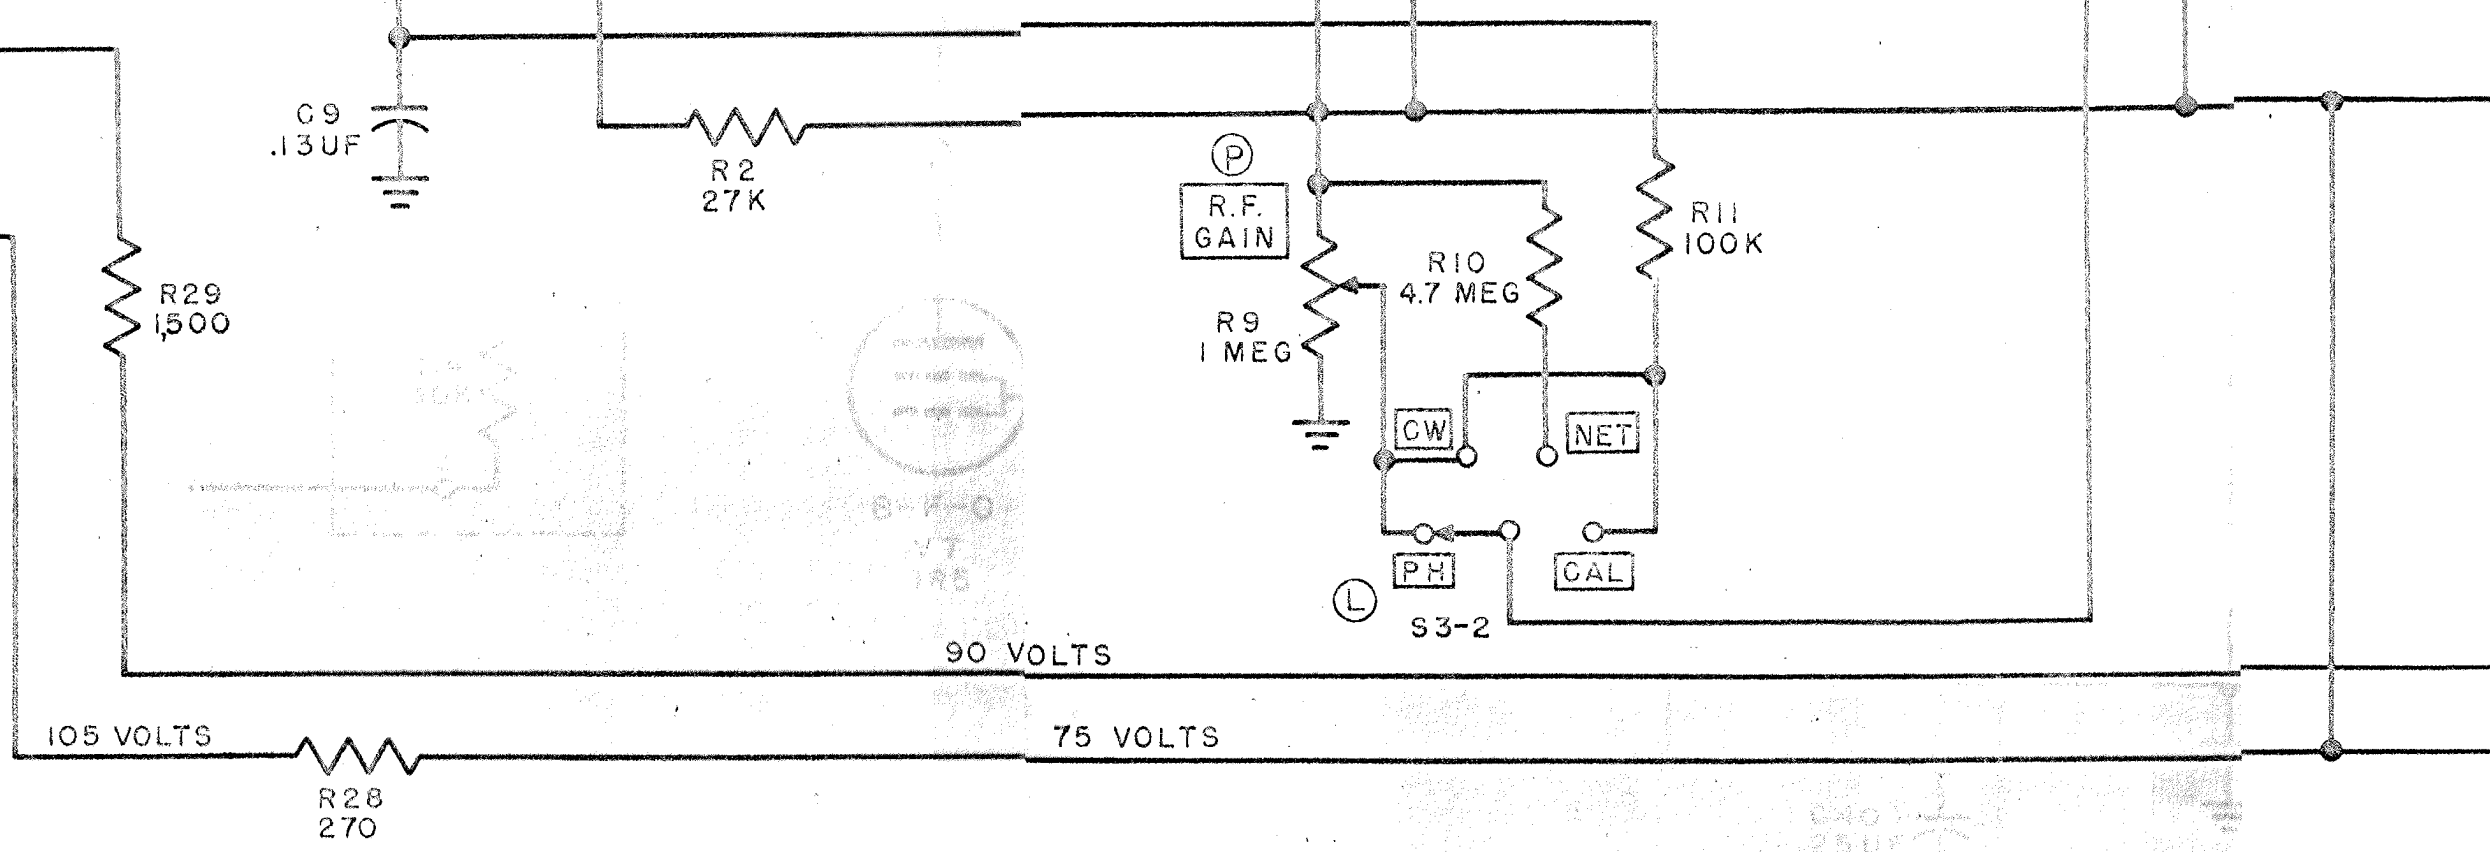 C9
.13UF
R2
27K
P
R.F.
GAIN
R11
100K
R10
4.7 MEG
R9
1 MEG
R29
1,500
CW
NET
PH
CAL
L
S3-2
90 VOLTS
105 VOLTS
75 VOLTS
R28
270